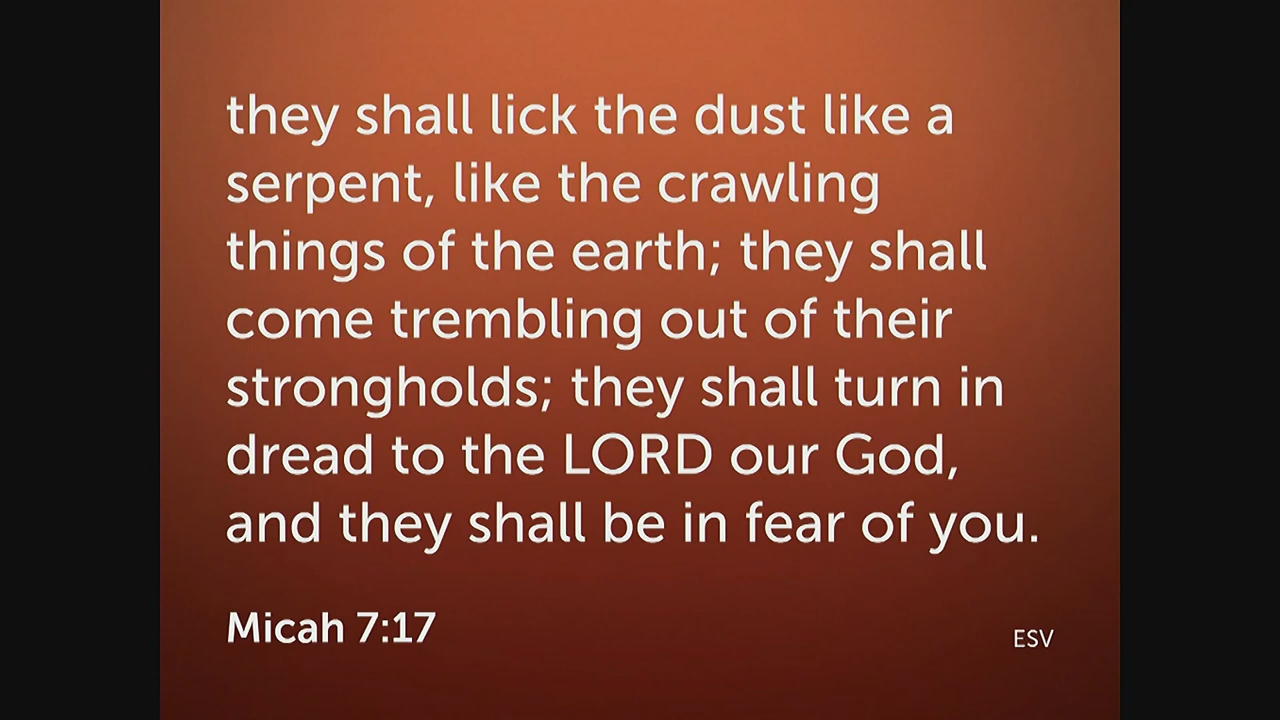 they shall lick the dust like a
serpent, like the crawling
things of the earth; they shall
come trembling out of their
strongholds; they shall turn in
dread to the LORD our God,
and they shall be in fear of you.
Micah 7:17
ESV